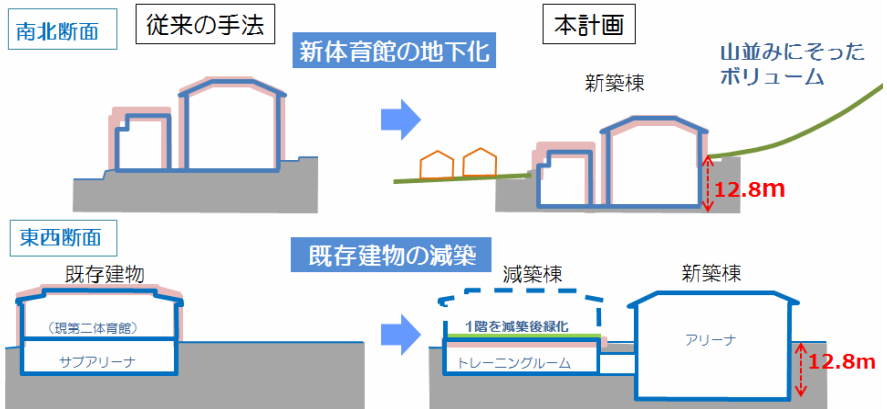 南北断面
従来の手法
新体育館の地下化
本計画
山並みにそった
ボリューム
新築棟
12.8m
東西断面
既存建物の減築
既存建物
減築棟
新築棟
(現第二体育館)
サブアリーナ
1階を減築後緑化
トレーニングルーム
アリーナ
12.8m